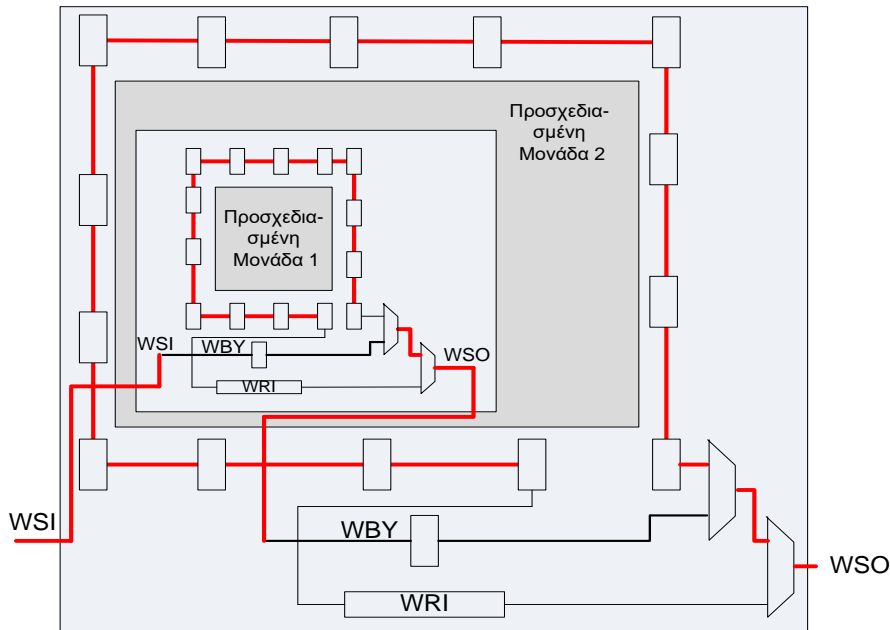 Προσχεδια-
σμένη
Μονάδα 2
Προσχεδια-
σμένη
Μονάδα 1
WSI
WBY
WSO
WRI
WSI
WBY
WSO
WRI